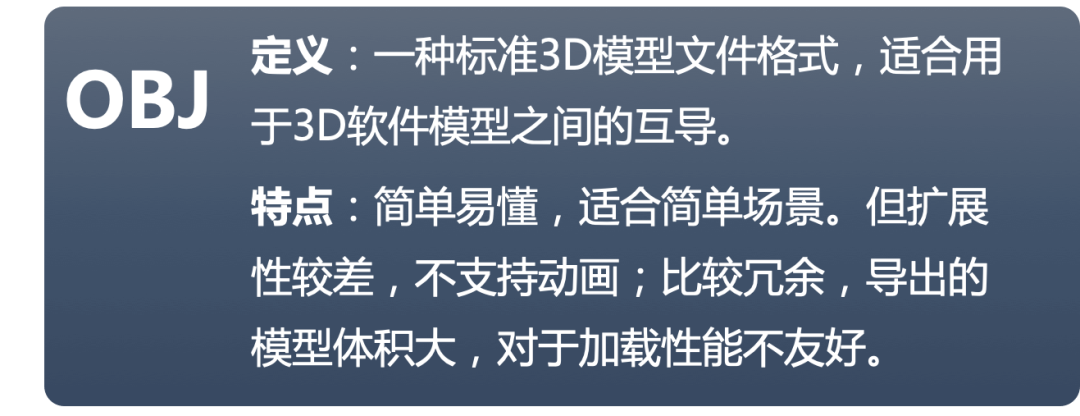 OBJ
定义：一种标准3D模型文件格式，适合用
于3D软件模型之间的互导。
特点：简单易懂，适合简单场景。但扩展
性较差，不支持动画；比较冗余，导出的
模型体积大，对于加载性能不友好。